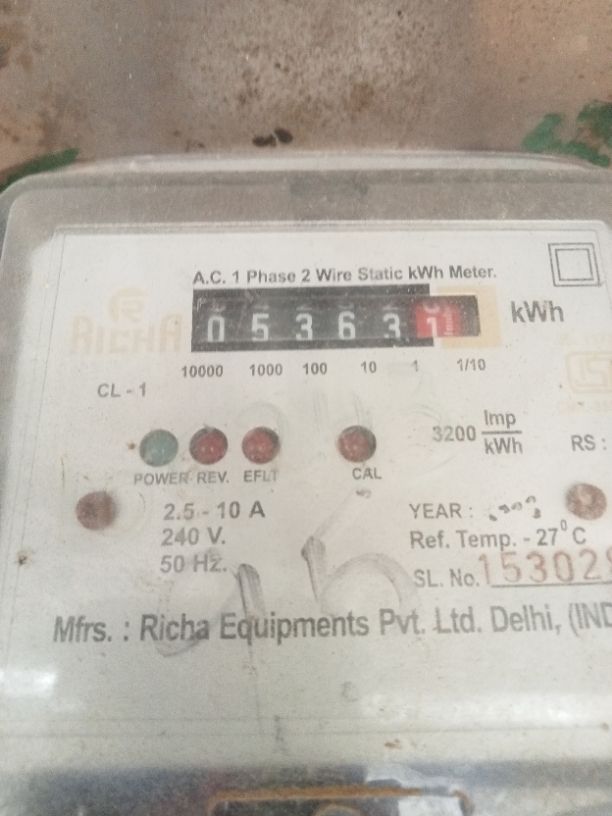 A.C. 1 Phase 2 Wire Static kWh Meter.
RICHA
0 5 3 6 3 1 kWh
10000 1000 100 10 1 1/10
CL - 1
3200 Imp/kWh
RS :
POWER REV. EFLT CAL
2.5 - 10 A
240 V.
50 Hz.
YEAR :
Ref. Temp. - 27°C
SL. No. 15302
Mfrs. : Richa Equipments Pvt. Ltd. Delhi, (IND